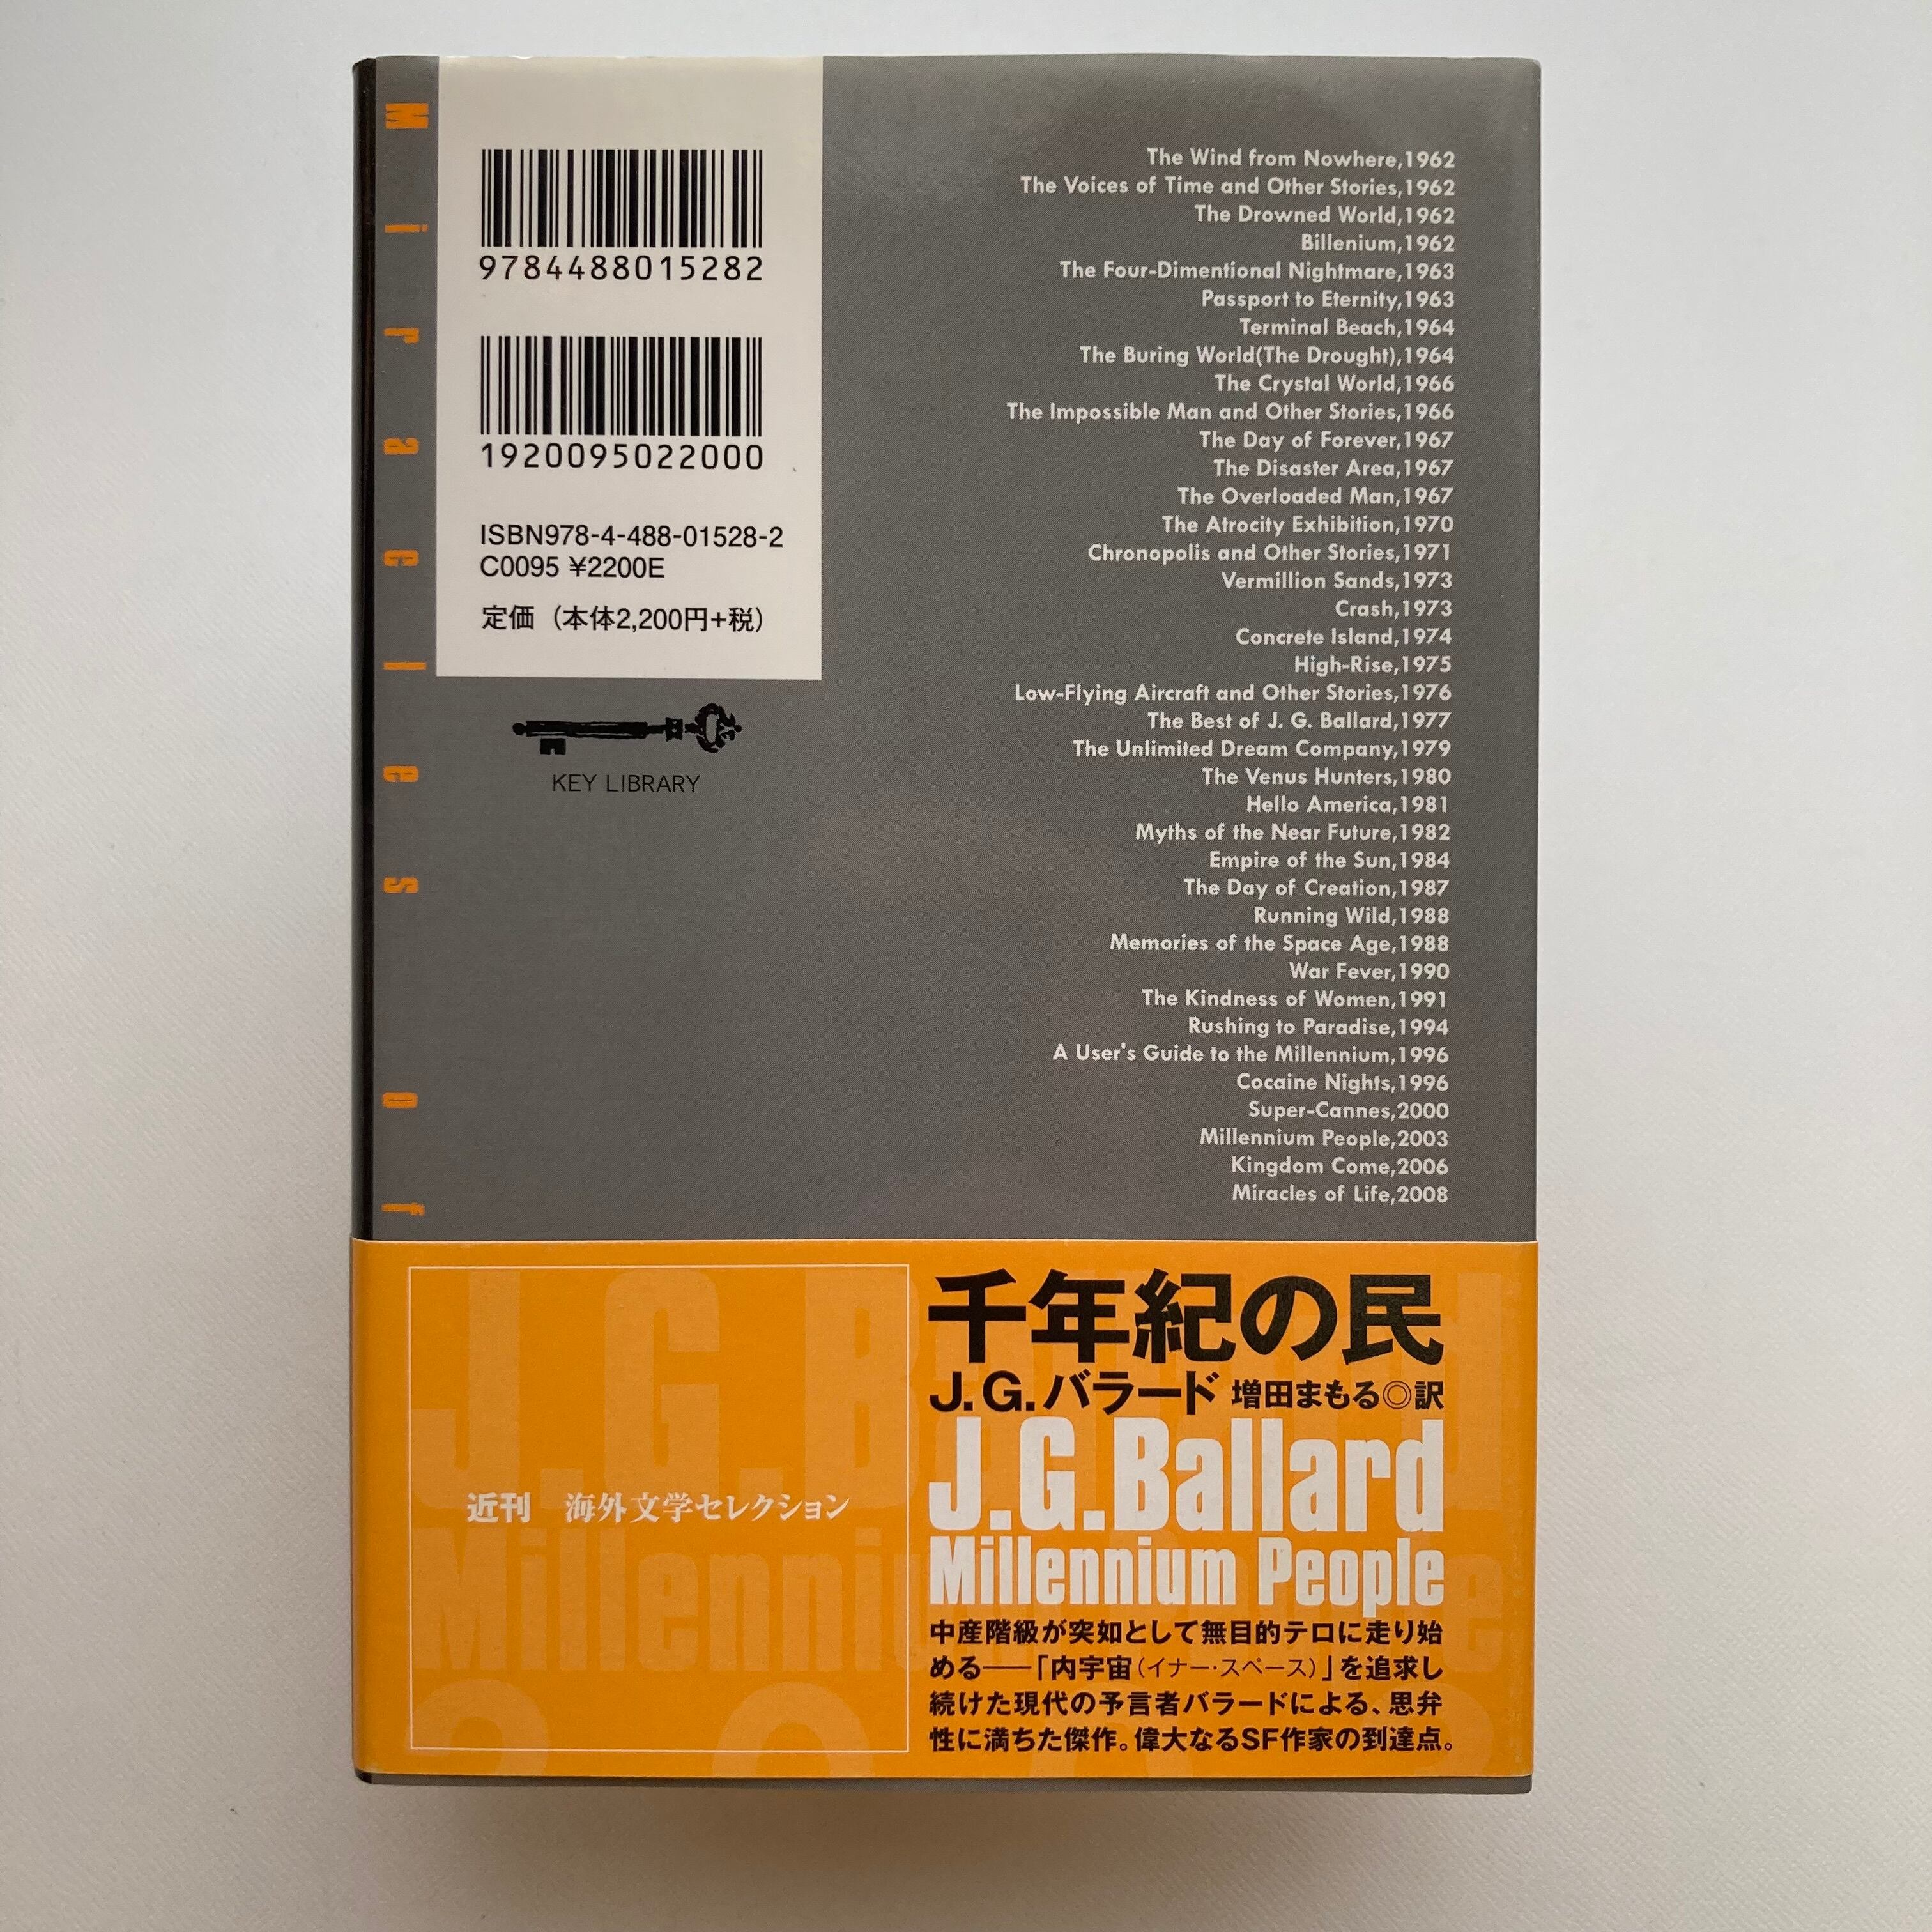 Miracles of
9784488015282
1920095022000
ISBN978-4-488-01528-2
C0095 ¥2200E
定価（本体2,200円+税）
KEY LIBRARY
The Wind from Nowhere,1962
The Voices of Time and Other Stories,1962
The Drowned World,1962
Billenium,1962
The Four-Dimentional Nightmare,1963
Passport to Eternity,1963
Terminal Beach,1964
The Buring World(The Drought),1964
The Crystal World,1966
The Impossible Man and Other Stories,1966
The Day of Forever,1967
The Disaster Area,1967
The Overloaded Man,1967
The Atrocity Exhibition,1970
Chronopolis and Other Stories,1971
Vermillion Sands,1973
Crash,1973
Concrete Island,1974
High-Rise,1975
Low-Flying Aircraft and Other Stories,1976
The Best of J. G. Ballard,1977
The Unlimited Dream Company,1979
The Venus Hunters,1980
Hello America,1981
Myths of the Near Future,1982
Empire of the Sun,1984
The Day of Creation,1987
Running Wild,1988
Memories of the Space Age,1988
War Fever,1990
The Kindness of Women,1991
Rushing to Paradise,1994
A User's Guide to the Millennium,1996
Cocaine Nights,1996
Super-Cannes,2000
Millennium People,2003
Kingdom Come,2006
Miracles of Life,2008
近刊　海外文学セレクション
千年紀の民
J.G.バラード 増田まもる◎訳
J.G.Ballard
Millennium People
中産階級が突如として無目的テロに走り始
める──「内宇宙（イナー・スペース）」を追求し
続けた現代の予言者バラードによる、思弁
性に満ちた傑作。偉大なるSF作家の到達点。